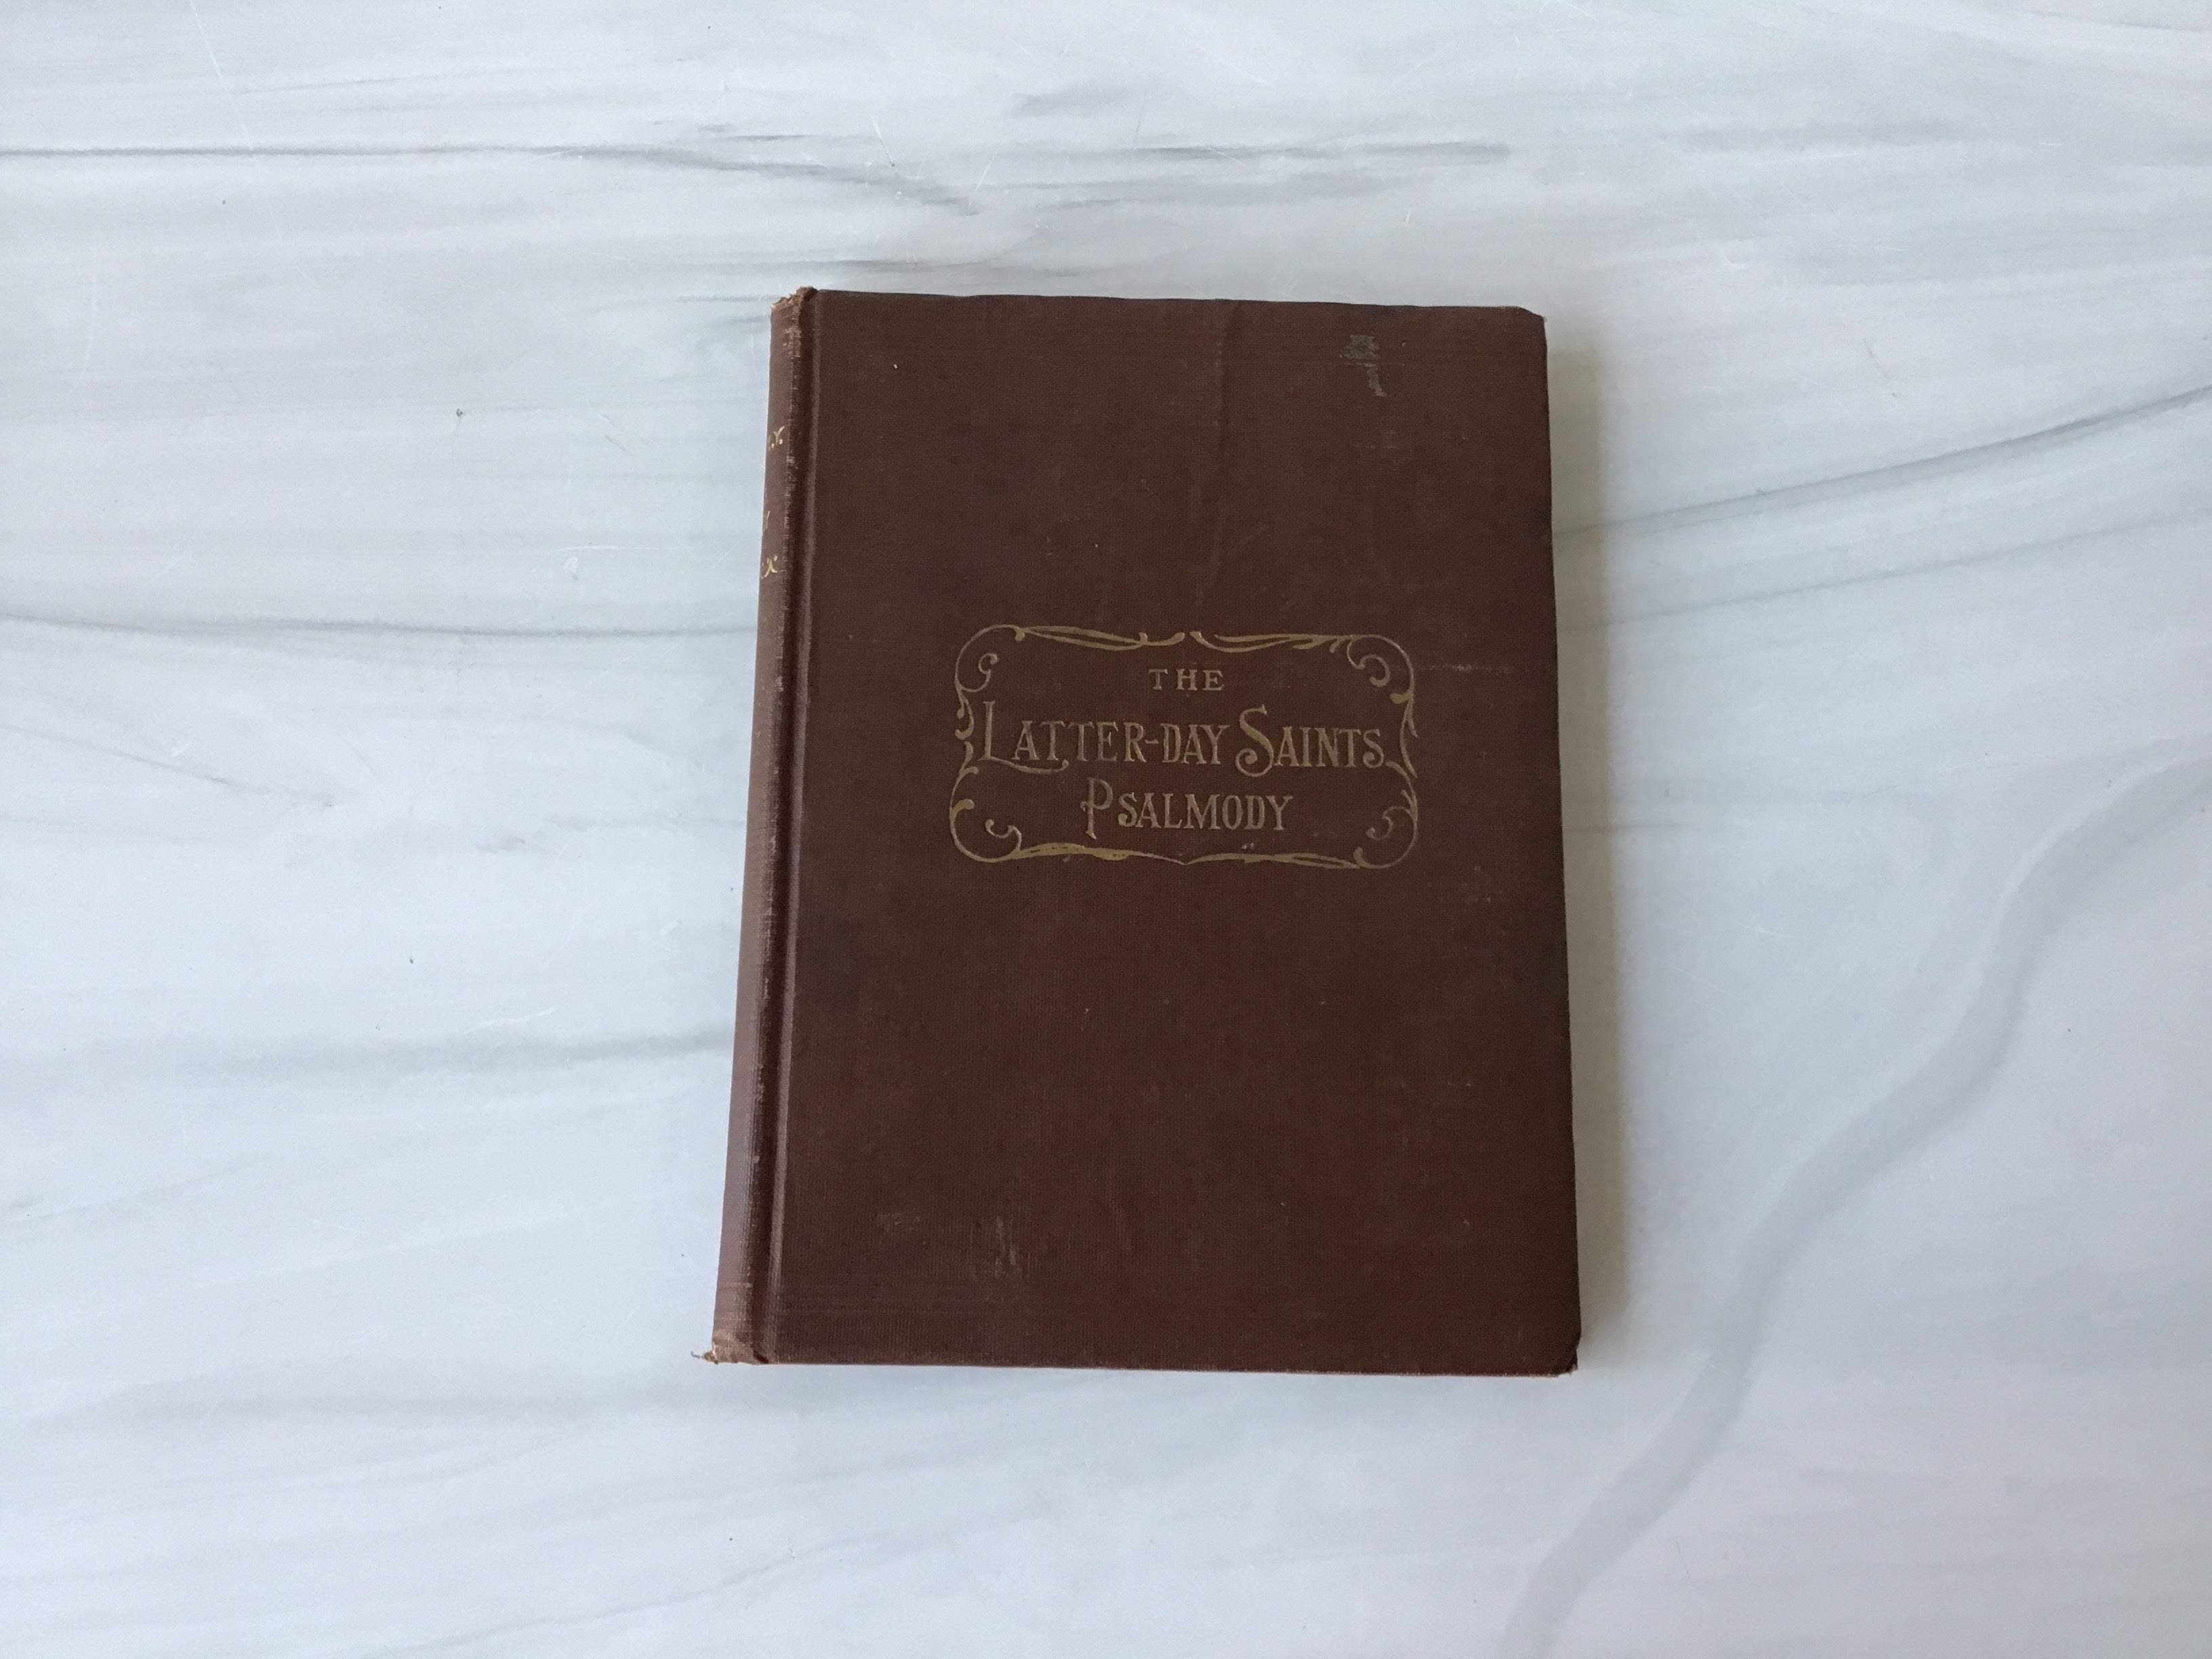 THE
LATTER-DAY SAINTS
PSALMODY